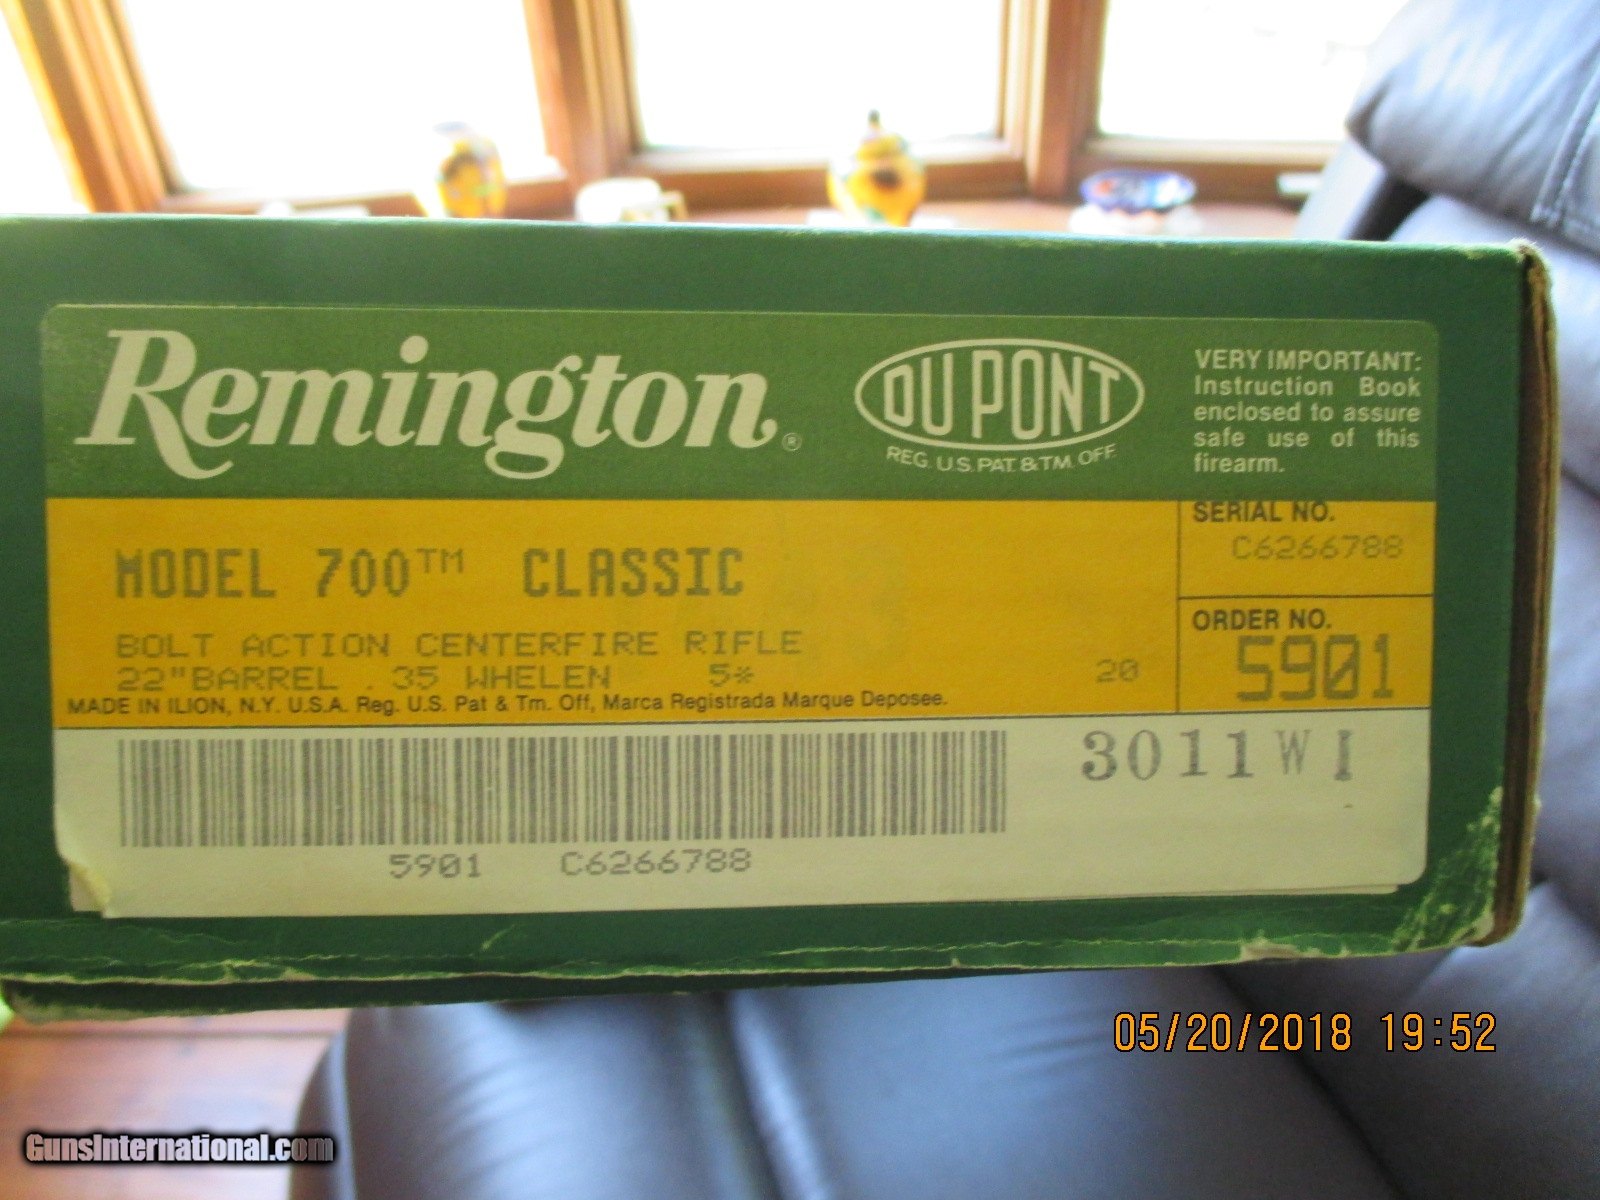 Remington®
DU PONT
REG. U.S. PAT. & TM. OFF.
VERY IMPORTANT:
Instruction Book
enclosed to assure
safe use of this
firearm.
MODEL 700™ CLASSIC
SERIAL NO.
C6266788
BOLT ACTION CENTERFIRE RIFLE
22"BARREL .35 WHELEN 5* 20
ORDER NO.
5901
MADE IN ILION, N.Y. U.S.A. Reg. U.S. Pat & Tm. Off, Marca Registrada Marque Deposee.
3011 W I
5901 C6266788
05/20/2018 19:52
GunsInternational.com